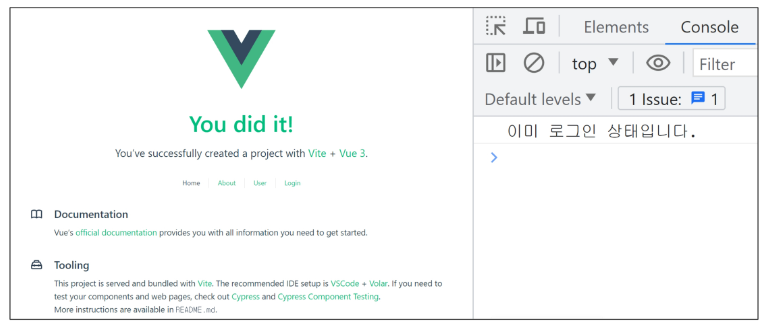 You did it!
You've successfully created a project with Vite + Vue 3.
Home About User Login
Documentation
Vue's official documentation provides you with all information you need to get started.
Tooling
This project is served and bundled with Vite. The recommended IDE setup is VSCode + Volar. If you need to
test your components and web pages, check out Cypress and Cypress Component Testing.
More instructions are available in README.md.
Elements Console
top Filter
Default levels 1 Issue: 1
이미 로그인 상태입니다.